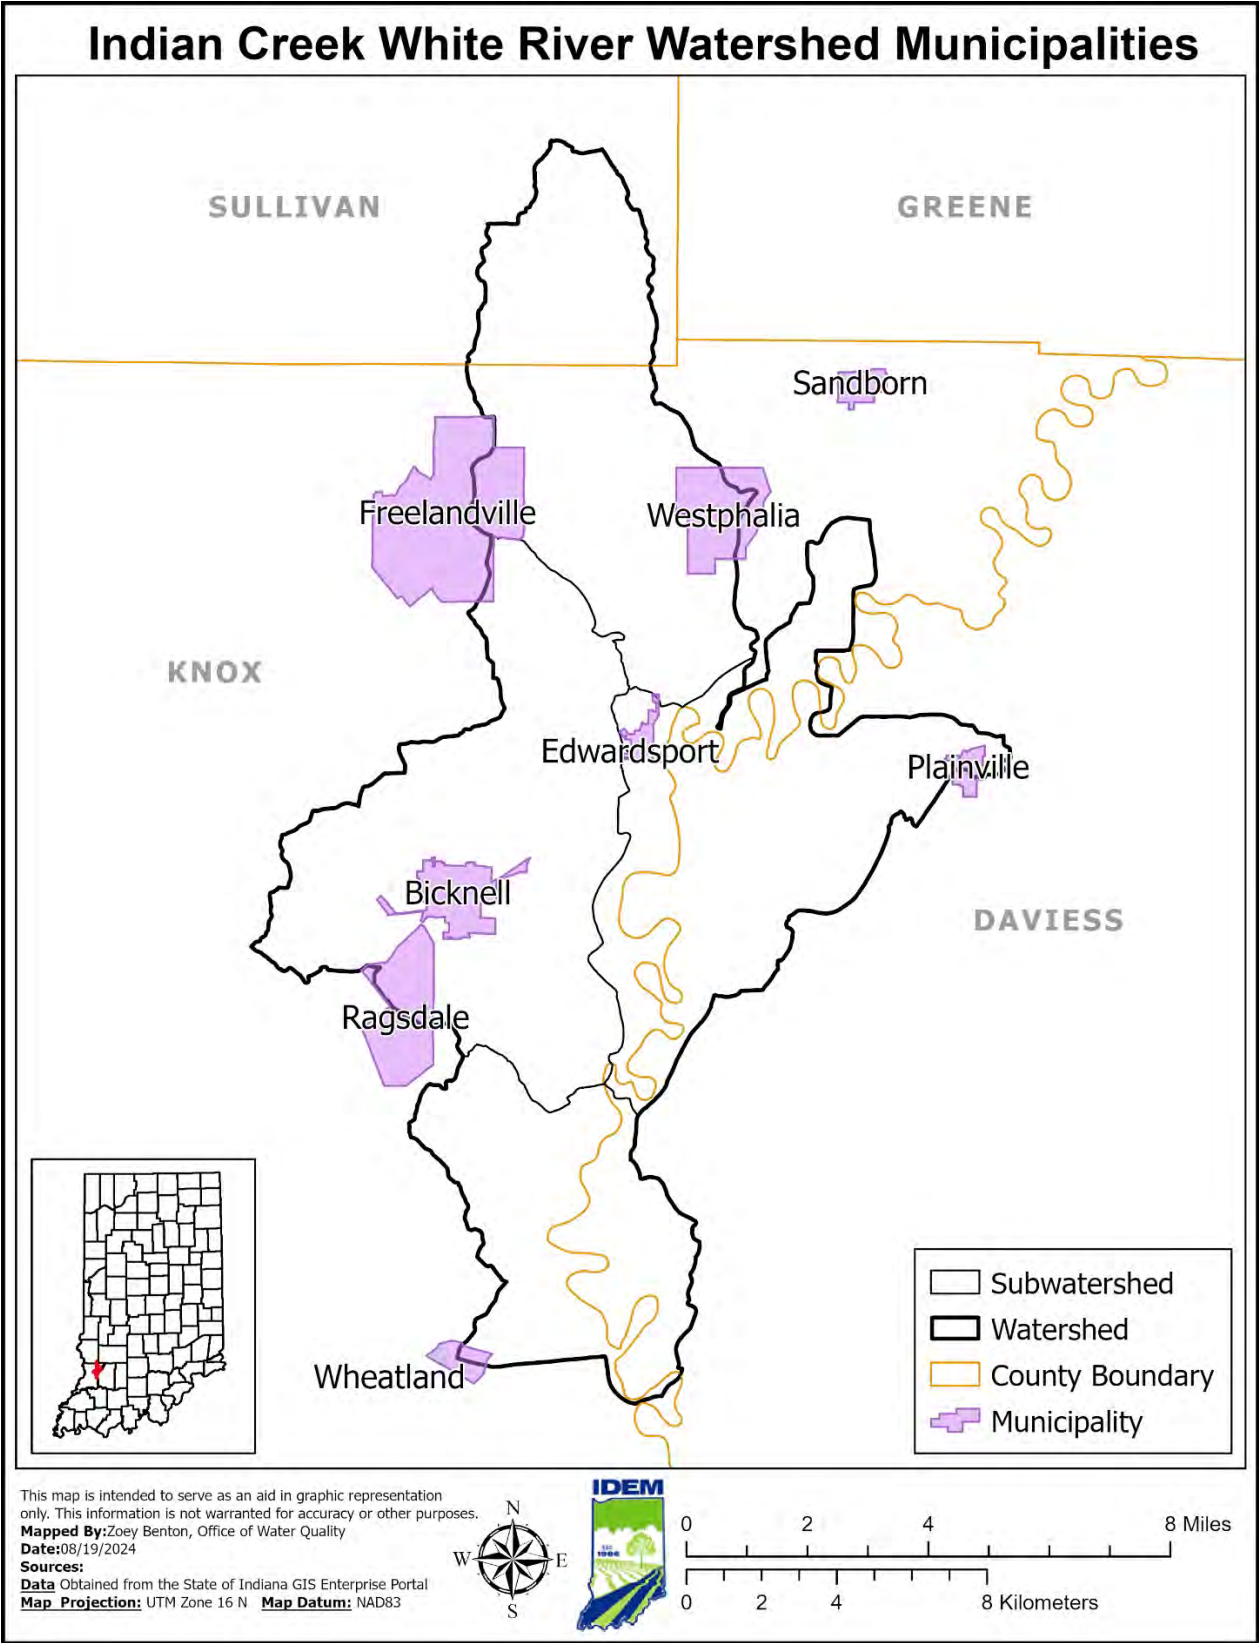 Indian Creek White River Watershed Municipalities
SULLIVAN
GREENE
Sandborn
Freelandville
Westphalia
KNOX
Edwardsport
Plainville
Bicknell
DAVIESS
Ragsdale
Wheatland
Subwatershed
Watershed
County Boundary
Municipality
This map is intended to serve as an aid in graphic representation
only. This information is not warranted for accuracy or other purposes.
Mapped By:Zoey Benton, Office of Water Quality
Date:08/19/2024
Sources:
Data Obtained from the State of Indiana GIS Enterprise Portal
Map Projection: UTM Zone 16 N Map Datum: NAD83
N
W E
S
IDEM
EST.
1986
0 2 4 8 Miles
0 2 4 8 Kilometers